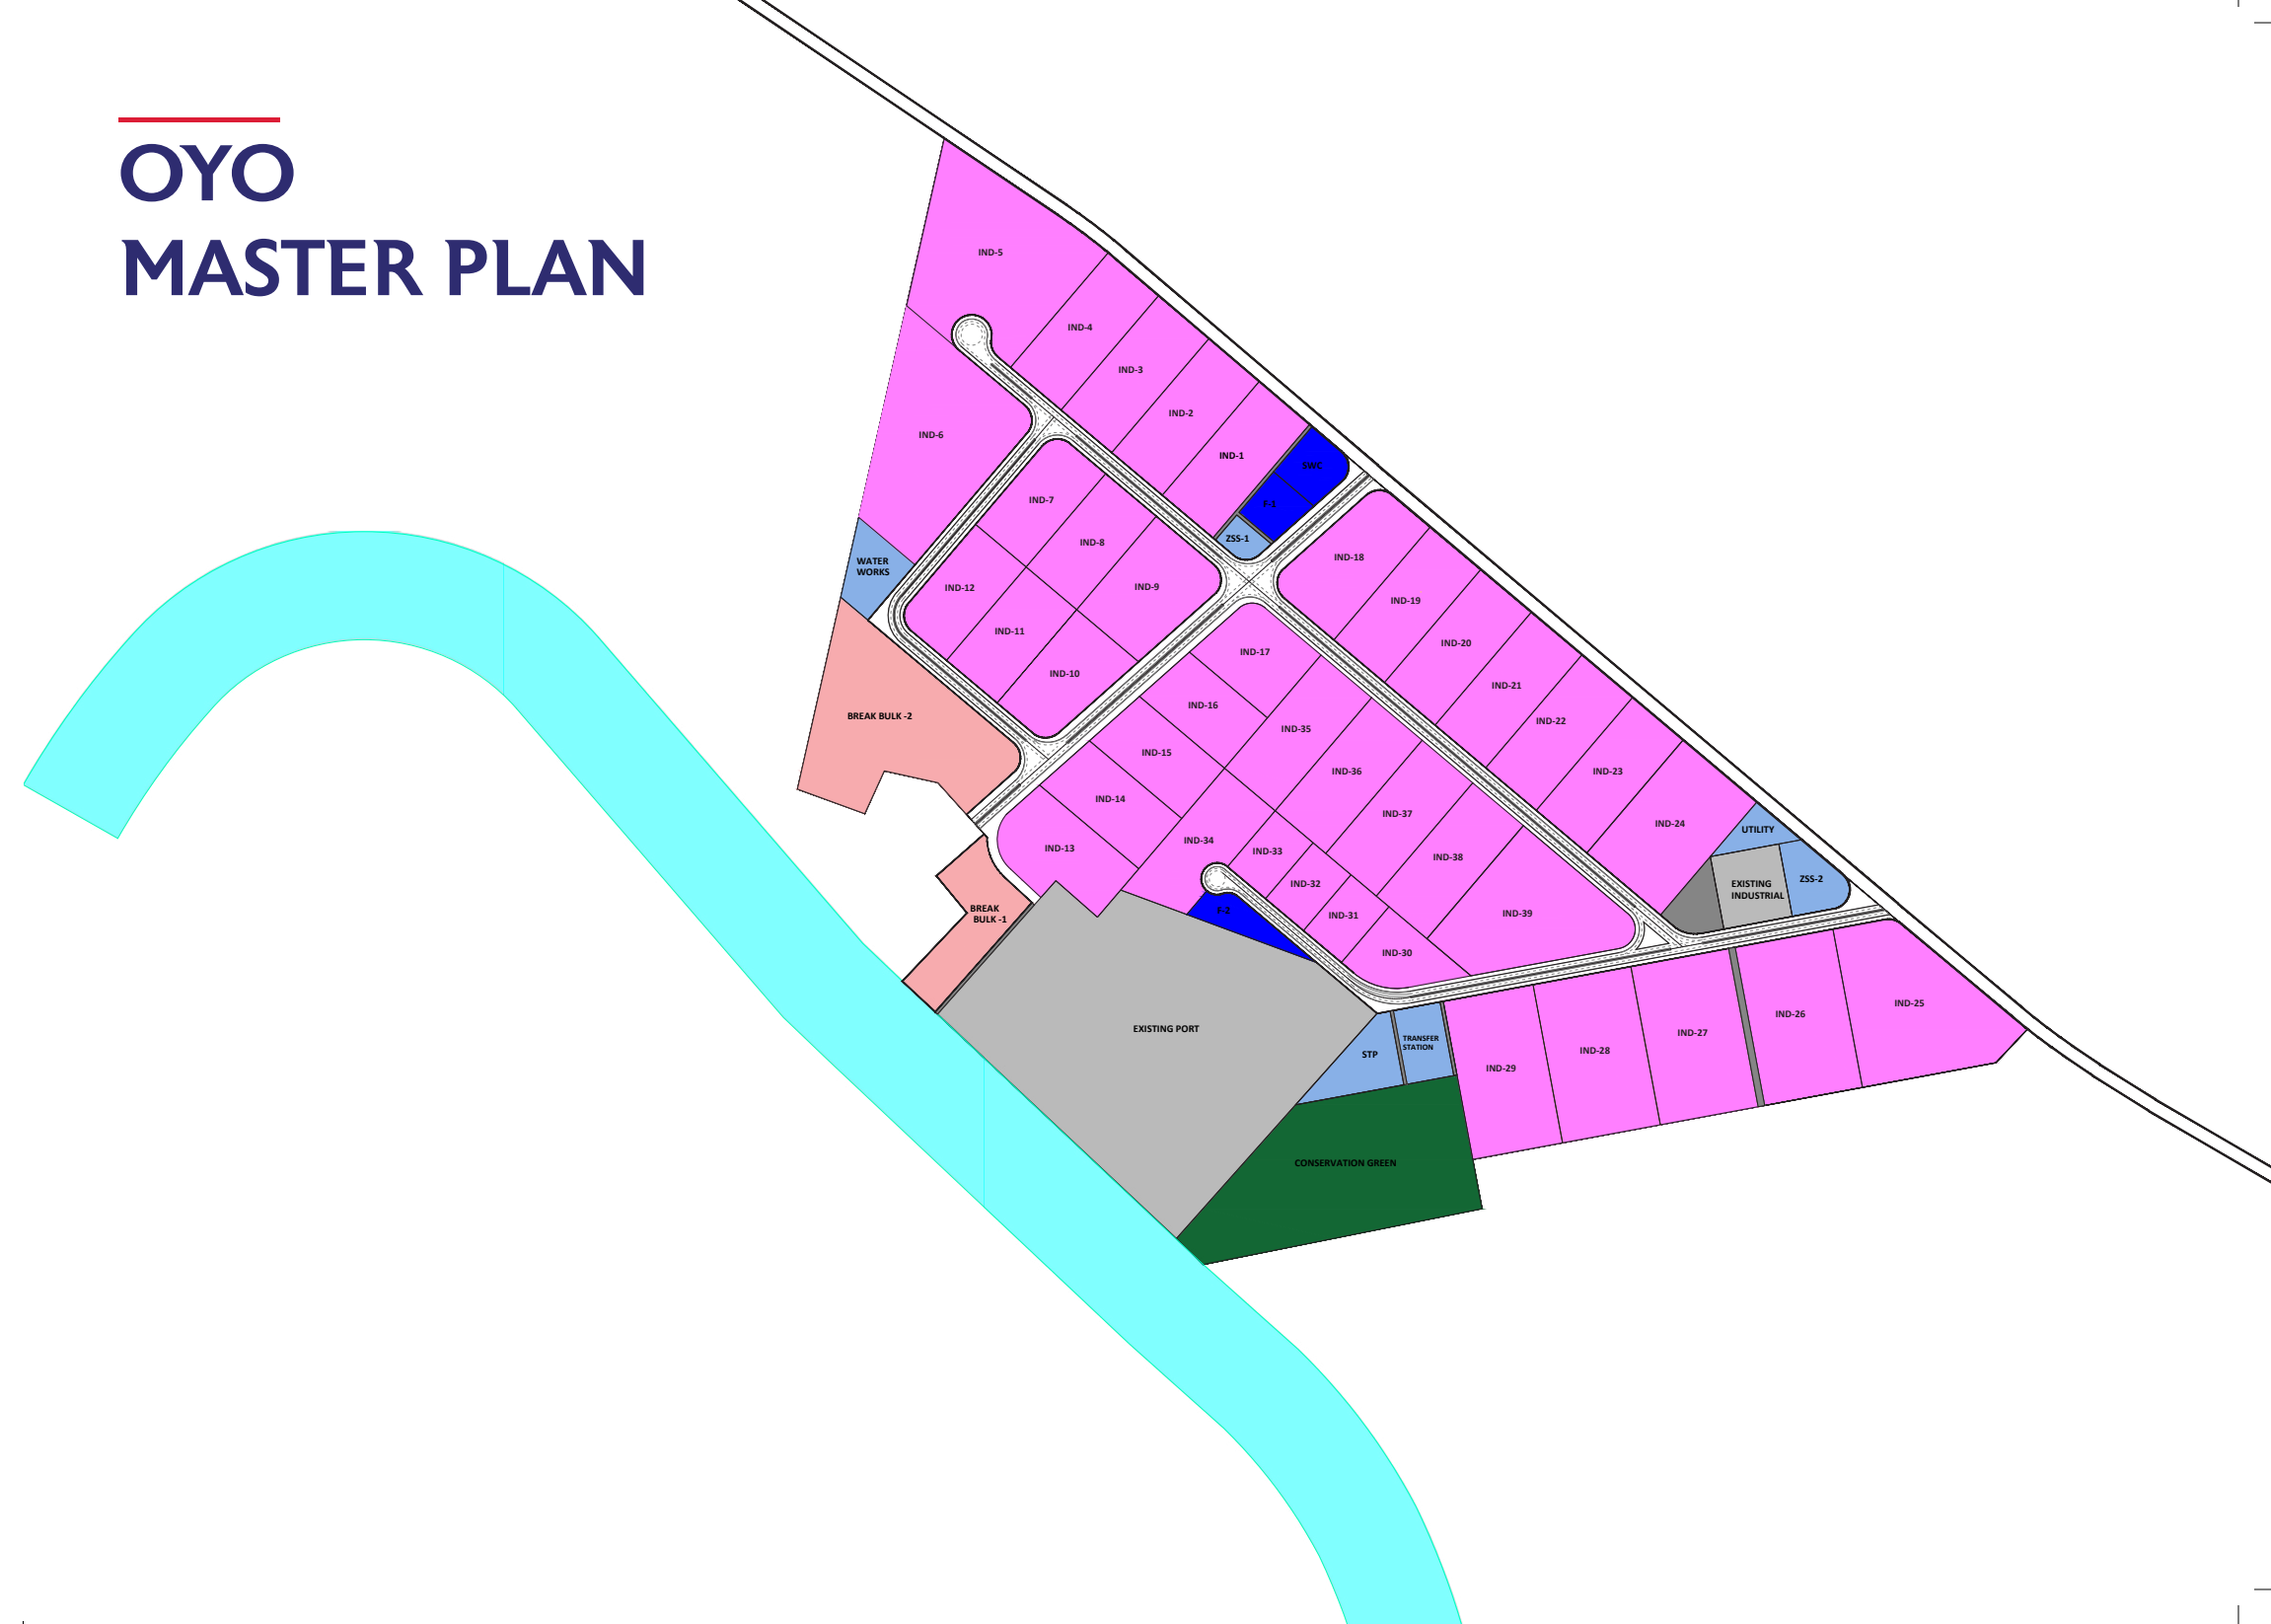 OYO
MASTER PLAN
IND-5
IND-4
IND-3
IND-2
IND-1
SWC
F-1
ZSS-1
IND-6
IND-7
IND-8
IND-9
IND-12
IND-11
IND-10
WATER
WORKS
BREAK BULK -2
IND-18
IND-19
IND-20
IND-21
IND-22
IND-23
IND-24
UTILITY
EXISTING
INDUSTRIAL
ZSS-2
IND-17
IND-16
IND-15
IND-14
IND-13
IND-35
IND-36
IND-37
IND-38
IND-39
IND-34
IND-33
IND-32
IND-31
IND-30
F-2
BREAK
BULK -1
EXISTING PORT
STP
TRANSFER
STATION
IND-29
IND-28
IND-27
IND-26
IND-25
CONSERVATION GREEN